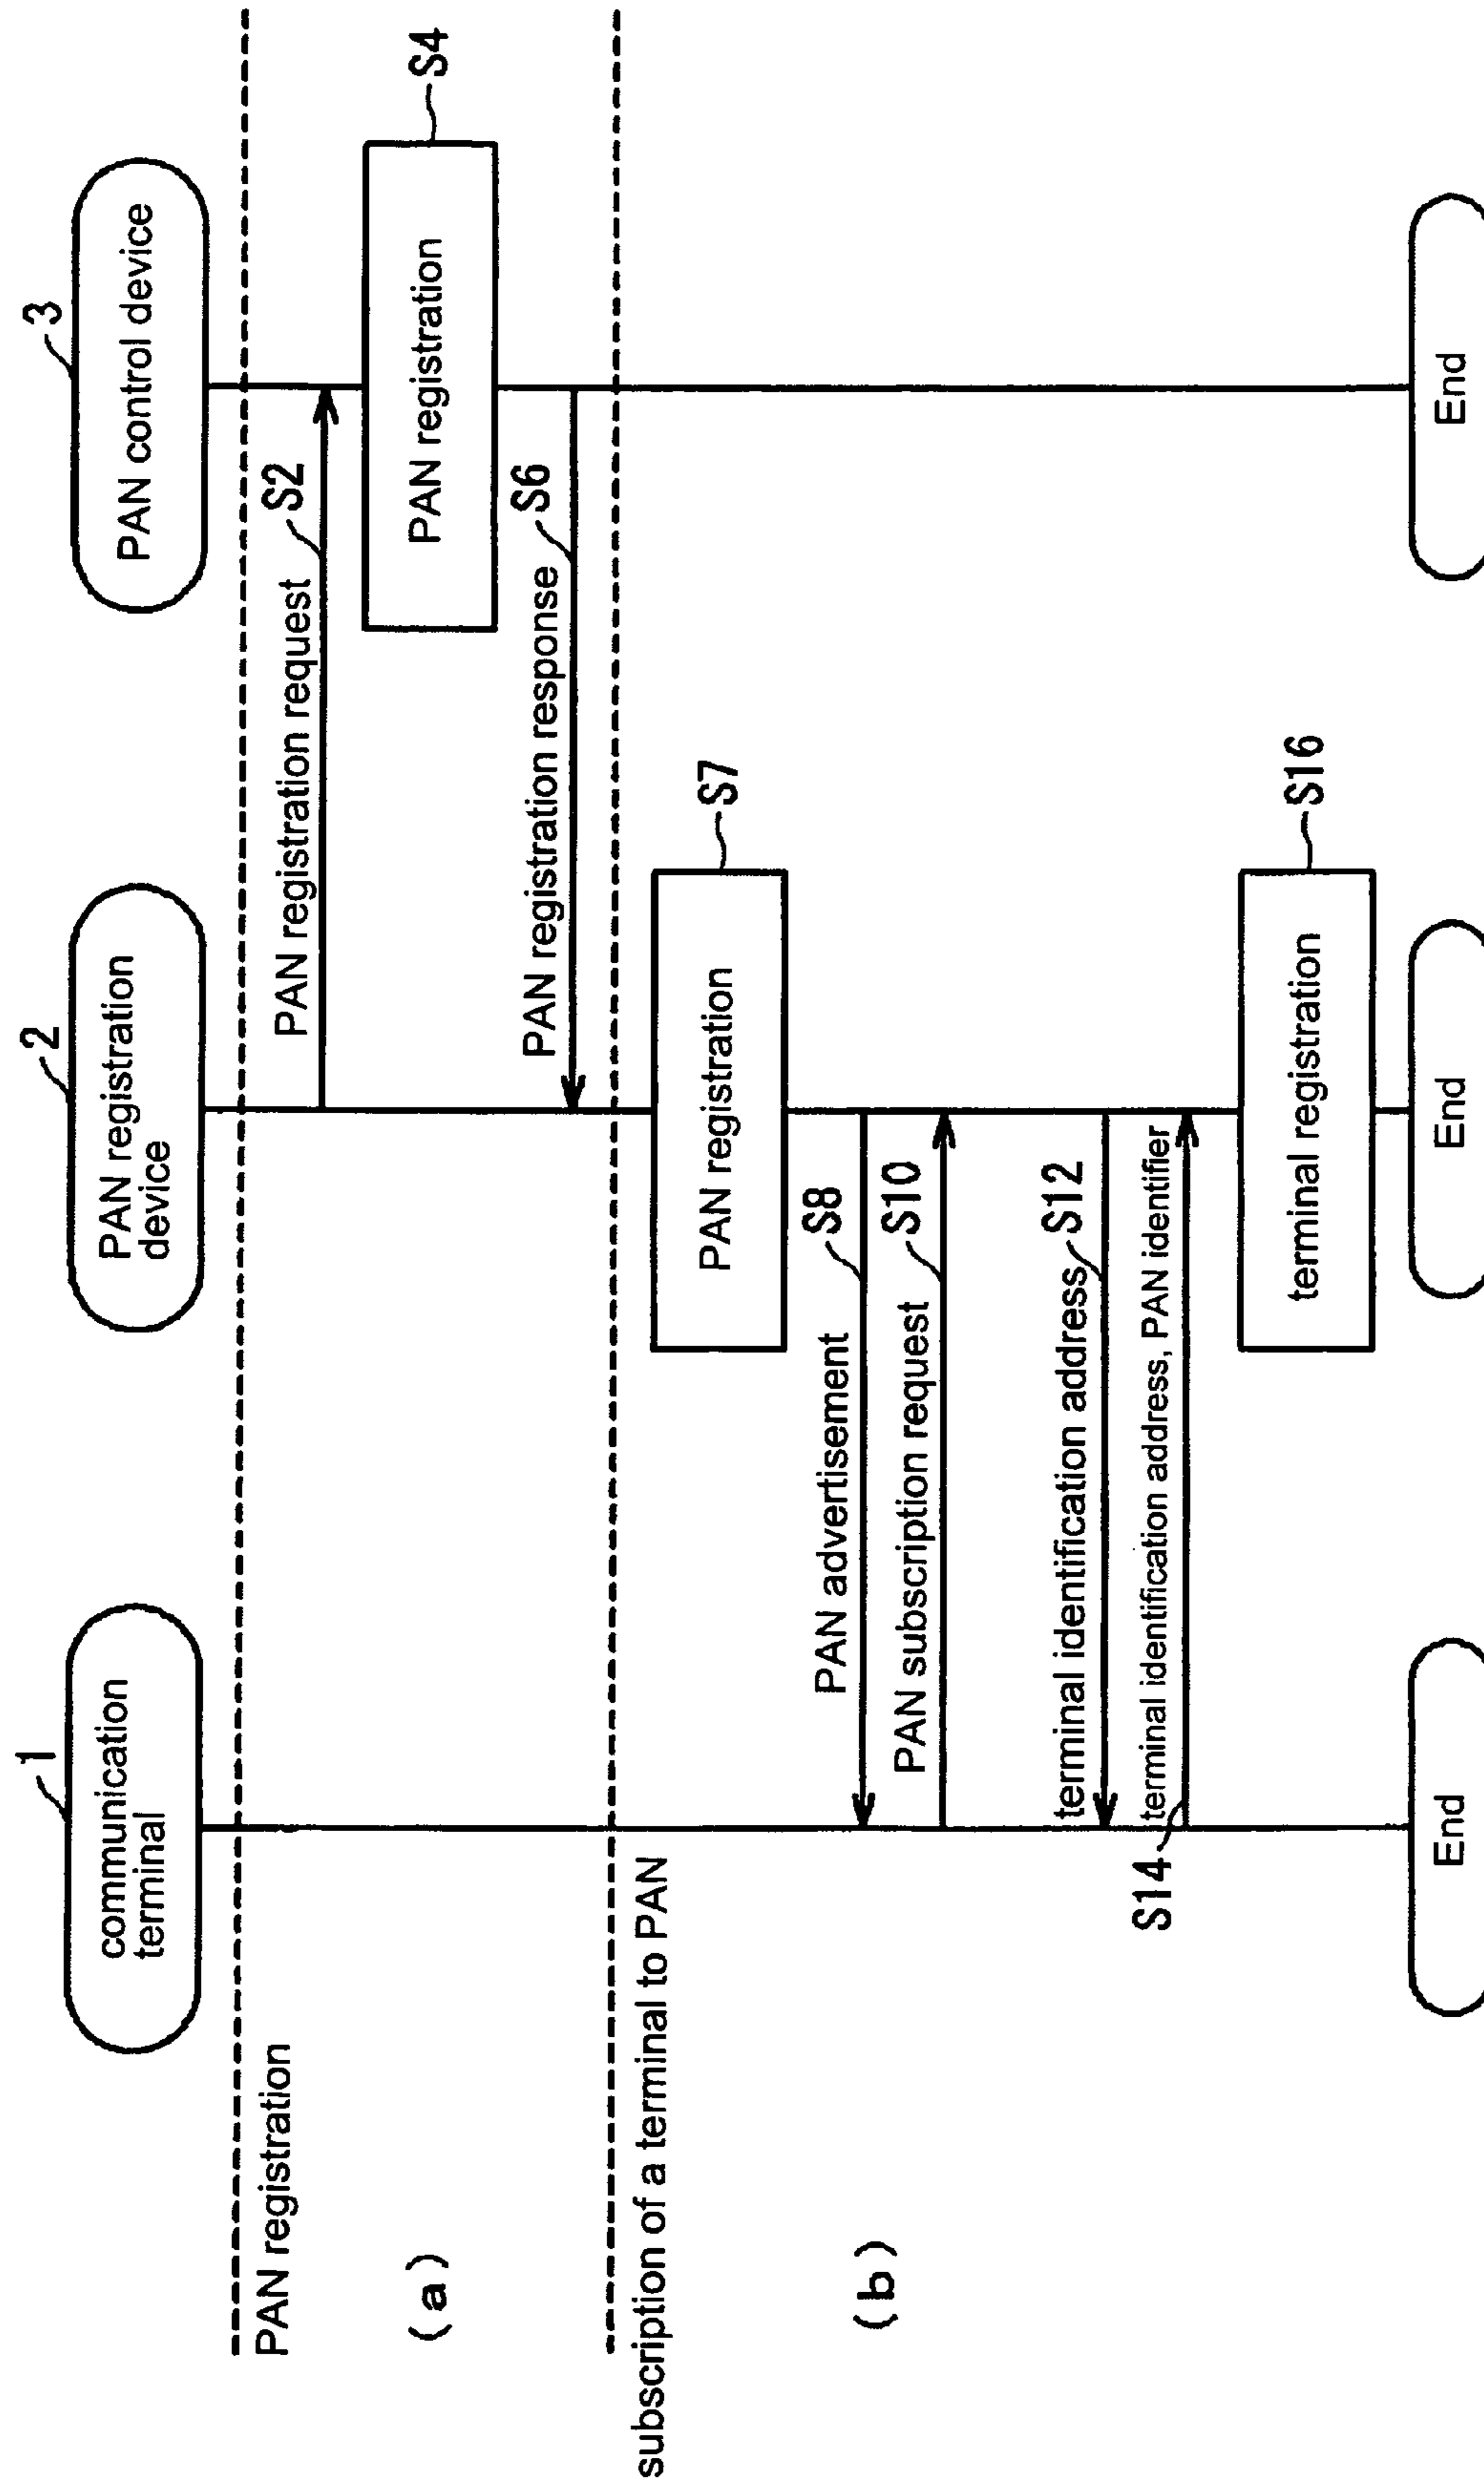 1
communication
terminal
2
PAN registration
device
3
PAN control device
PAN registration
(a)
PAN registration request
S2
PAN registration
S4
PAN registration response
S6
subscription of a terminal to PAN
(b)
PAN registration
S7
PAN advertisement
S8
PAN subscription request
S10
terminal identification address
S12
terminal identification address, PAN identifier
S14
terminal registration
S16
End
End
End